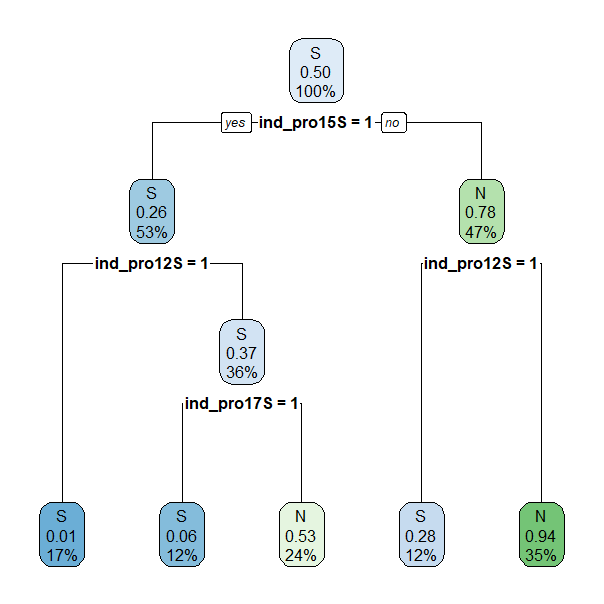 S
0.50
100%
yes ind_pro15S = 1 no
S
0.26
53%
N
0.78
47%
ind_pro12S = 1
ind_pro12S = 1
S
0.37
36%
ind_pro17S = 1
S
0.01
17%
S
0.06
12%
N
0.53
24%
S
0.28
12%
N
0.94
35%